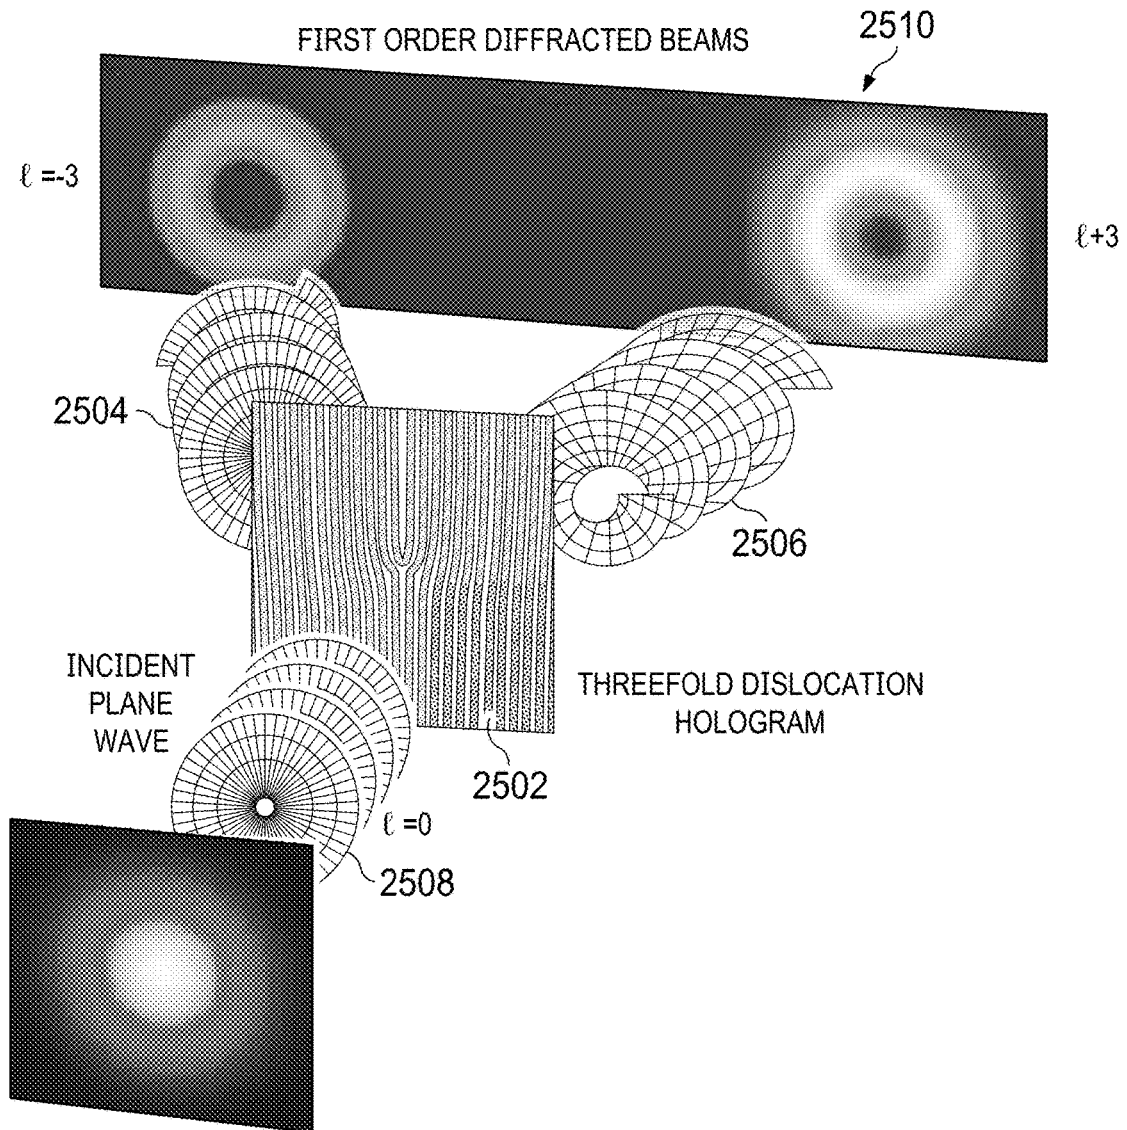 FIRST ORDER DIFFRACTED BEAMS
2510
ℓ =-3
ℓ+3
2504
2506
INCIDENT
PLANE
WAVE
THREEFOLD DISLOCATION
HOLOGRAM
2502
ℓ =0
2508